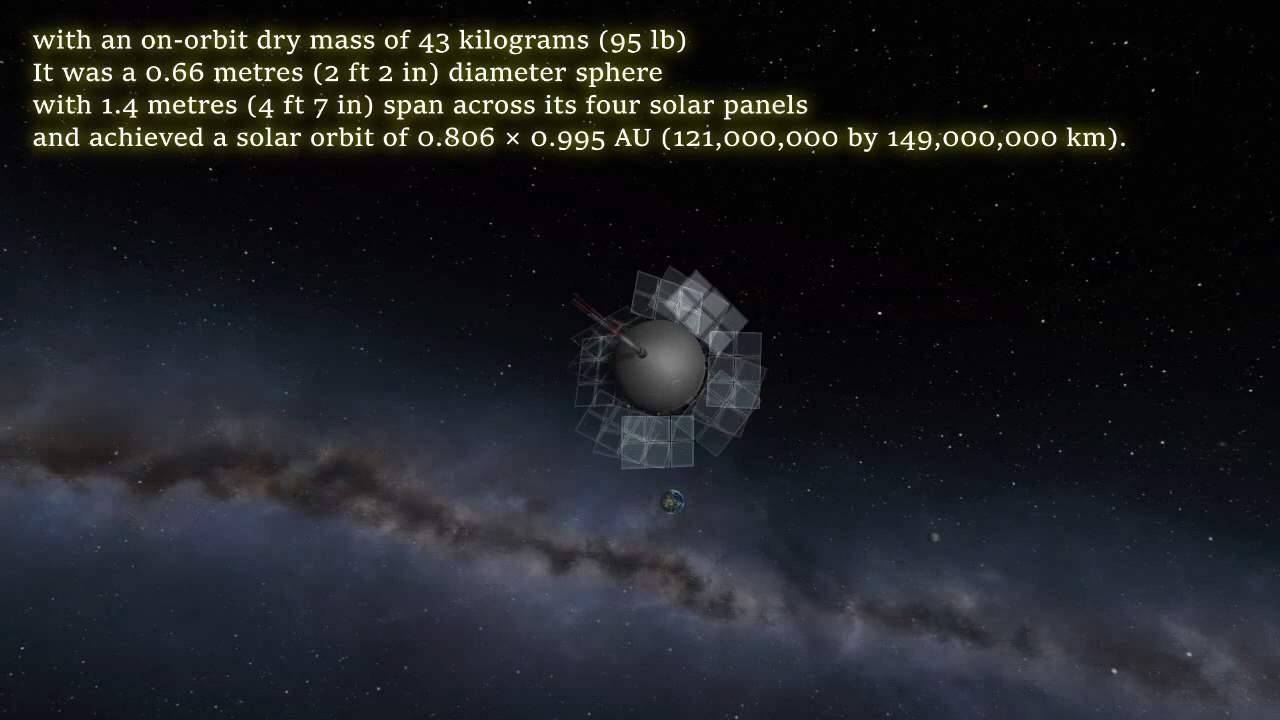 with an on-orbit dry mass of 43 kilograms (95 lb)
It was a 0.66 metres (2 ft 2 in) diameter sphere
with 1.4 metres (4 ft 7 in) span across its four solar panels
and achieved a solar orbit of 0.806 × 0.995 AU (121,000,000 by 149,000,000 km).